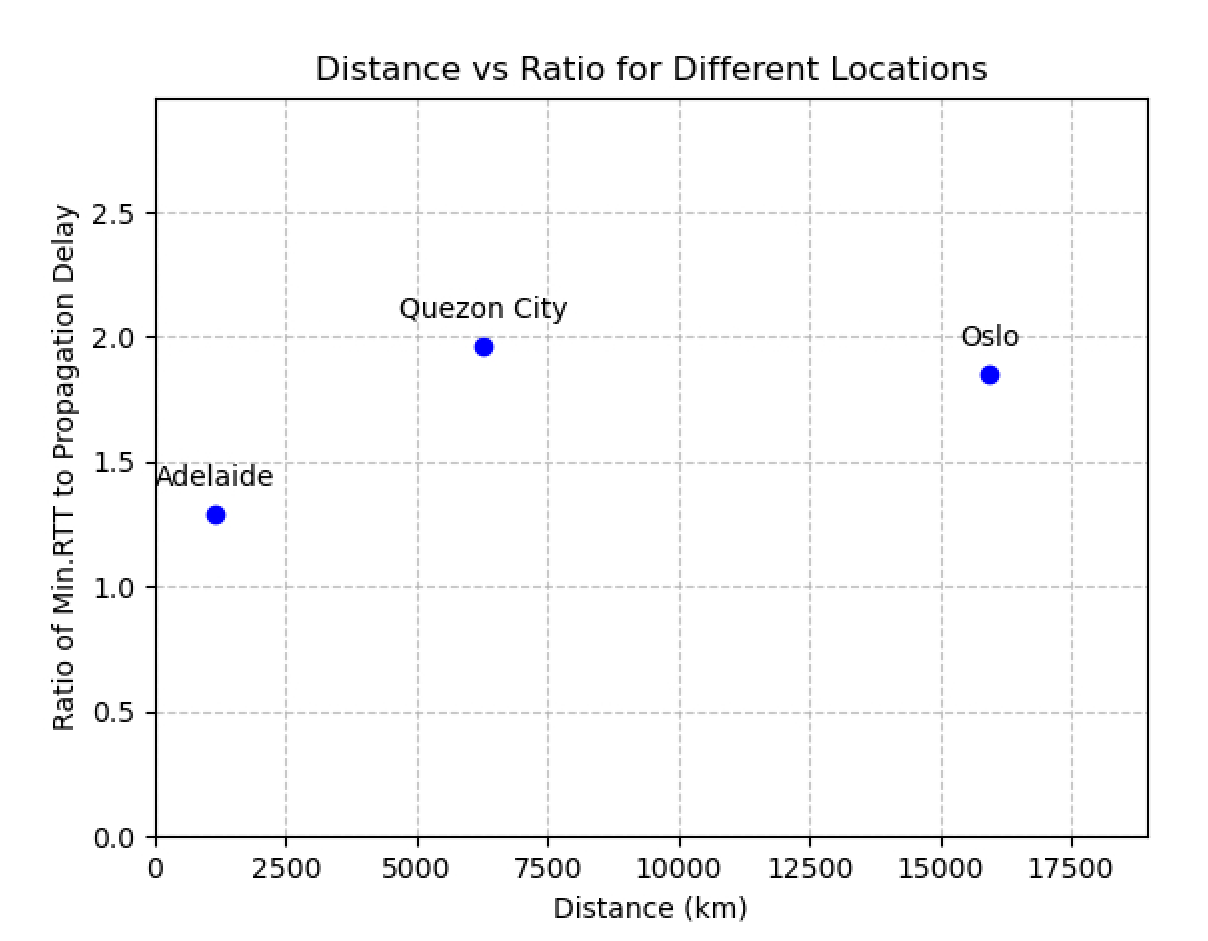 Distance vs Ratio for Different Locations
Ratio of Min.RTT to Propagation Delay
2.5
2.0
1.5
1.0
0.5
0.0
Quezon City
Oslo
Adelaide
0 2500 5000 7500 10000 12500 15000 17500
Distance (km)